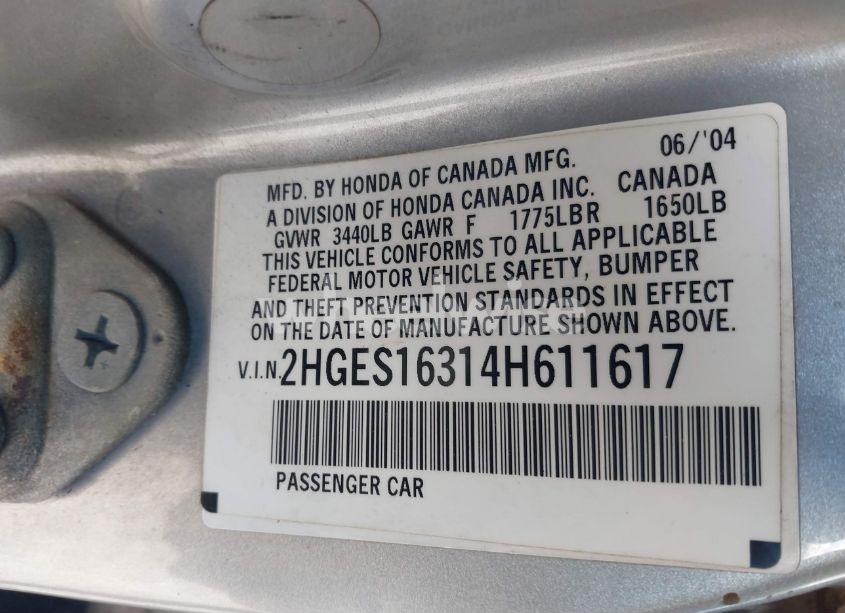 06/'04
MFD. BY HONDA OF CANADA MFG.
A DIVISION OF HONDA CANADA INC. CANADA
GVWR 3440LB GAWR F 1775LBR 1650LB
THIS VEHICLE CONFORMS TO ALL APPLICABLE
FEDERAL MOTOR VEHICLE SAFETY, BUMPER
AND THEFT PREVENTION STANDARDS IN EFFECT
ON THE DATE OF MANUFACTURE SHOWN ABOVE.
V.I.N. 2HGES16314H611617
PASSENGER CAR